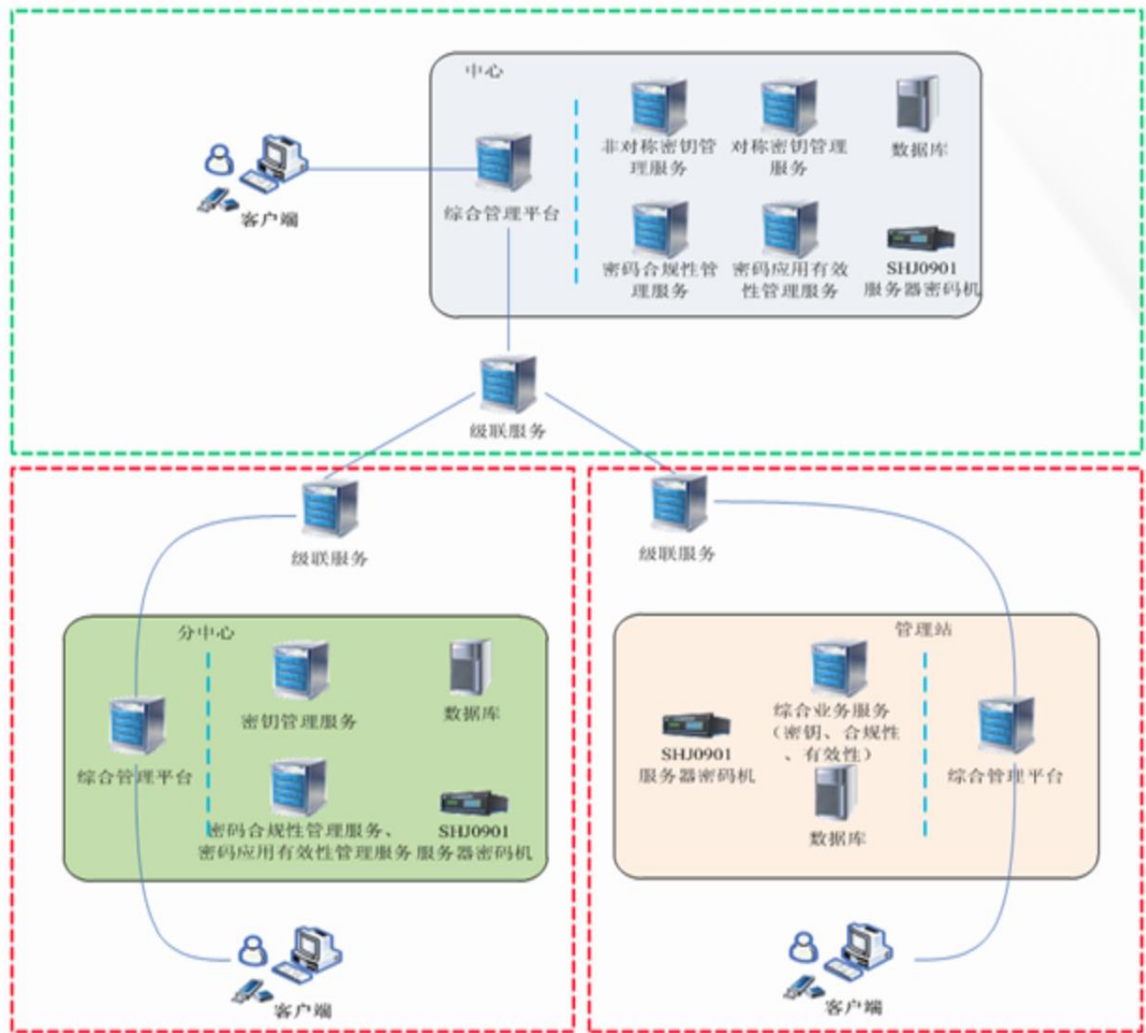 中心
非对称密钥管
理服务
对称密钥管理
服务
数据库
综合管理平台
客户端
密码合规性管
理服务
密码应用有效
性管理服务
SHJ0901
服务器密码机
级联服务
级联服务
级联服务
分中心
密钥管理服务
数据库
综合管理平台
密码合规性管理服务、
密码应用有效性管理服务
SHJ0901
服务器密码机
客户端
管理站
综合业务服务
(密钥、合规性
、有效性)
SHJ0901
服务器密码机
数据库
综合管理平台
客户端